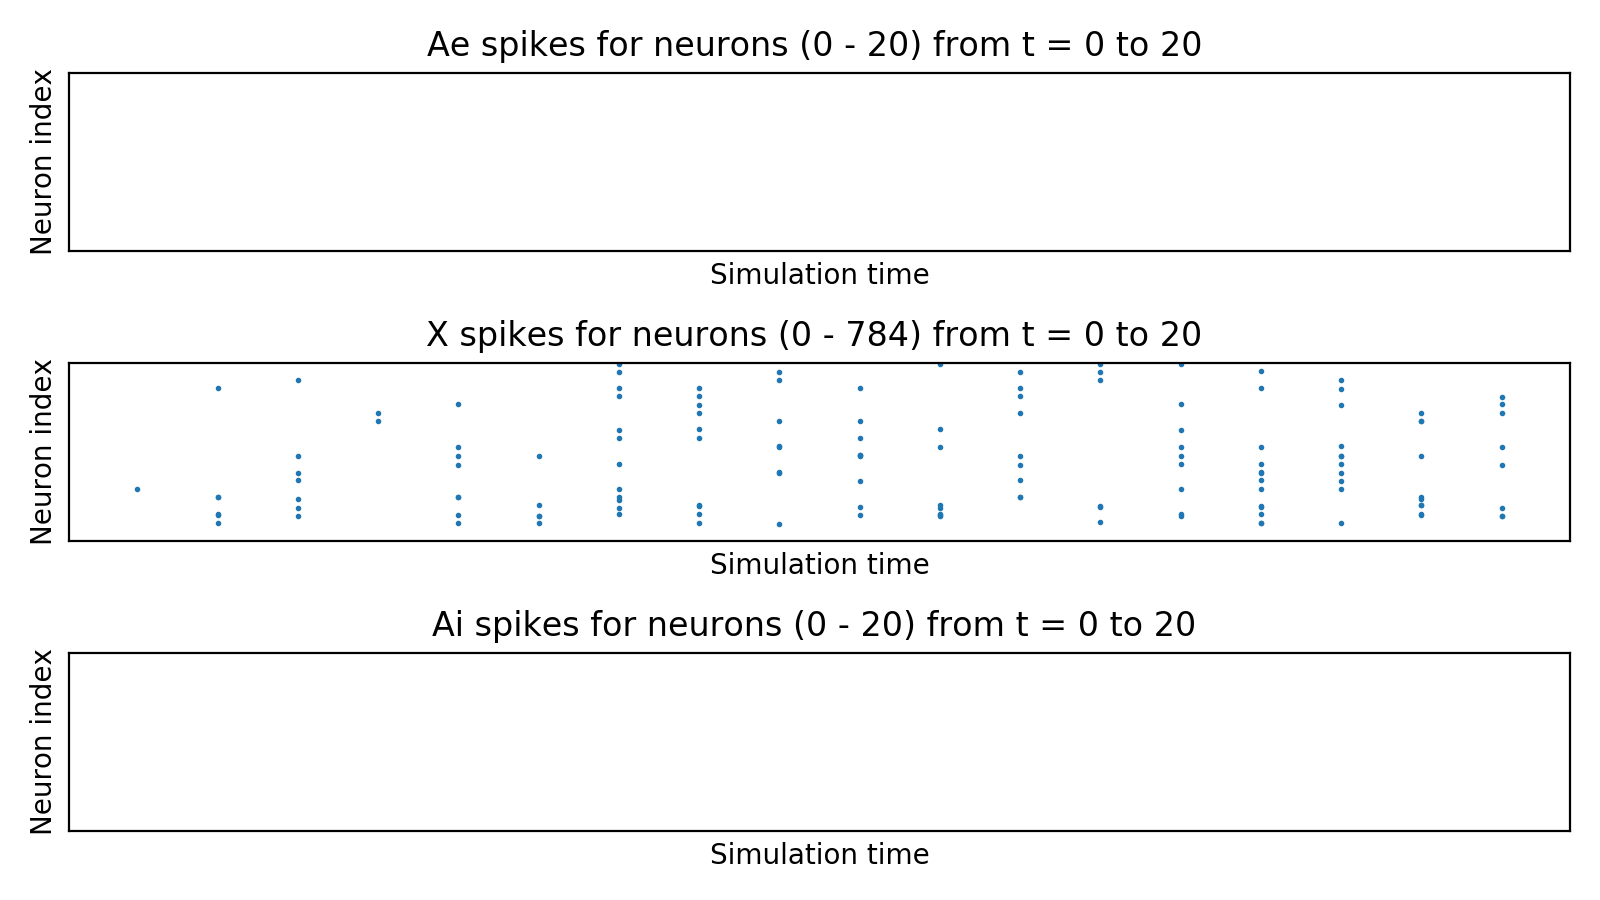 Ae spikes for neurons (0 - 20) from t = 0 to 20
Neuron index
Simulation time
X spikes for neurons (0 - 784) from t = 0 to 20
Neuron index
Simulation time
Ai spikes for neurons (0 - 20) from t = 0 to 20
Neuron index
Simulation time